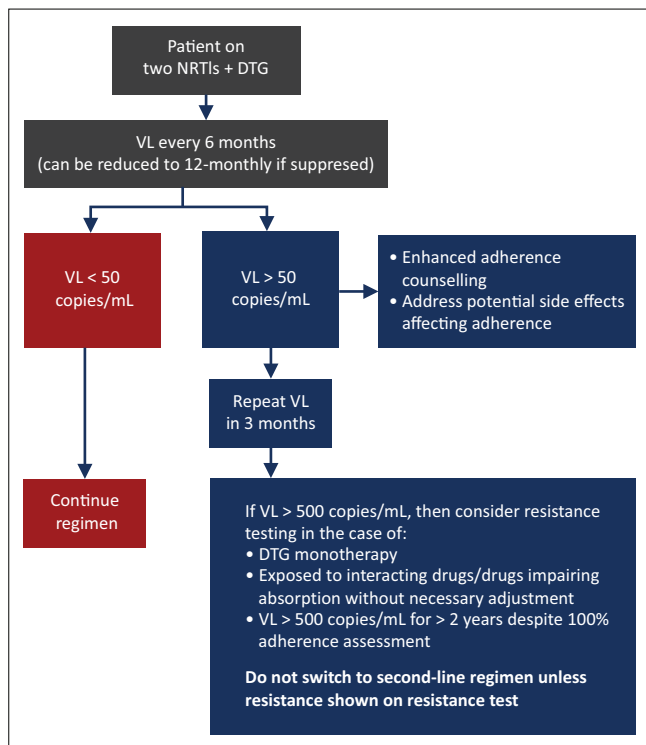 Patient on
two NRTIs + DTG
VL every 6 months
(can be reduced to 12-monthly if suppresed)
VL < 50
copies/mL
VL > 50
copies/mL
• Enhanced adherence
counselling
• Address potential side effects
affecting adherence
Repeat VL
in 3 months
Continue
regimen
If VL > 500 copies/mL, then consider resistance
testing in the case of:
• DTG monotherapy
• Exposed to interacting drugs/drugs impairing
absorption without necessary adjustment
• VL > 500 copies/mL for > 2 years despite 100%
adherence assessment
Do not switch to second-line regimen unless
resistance shown on resistance test